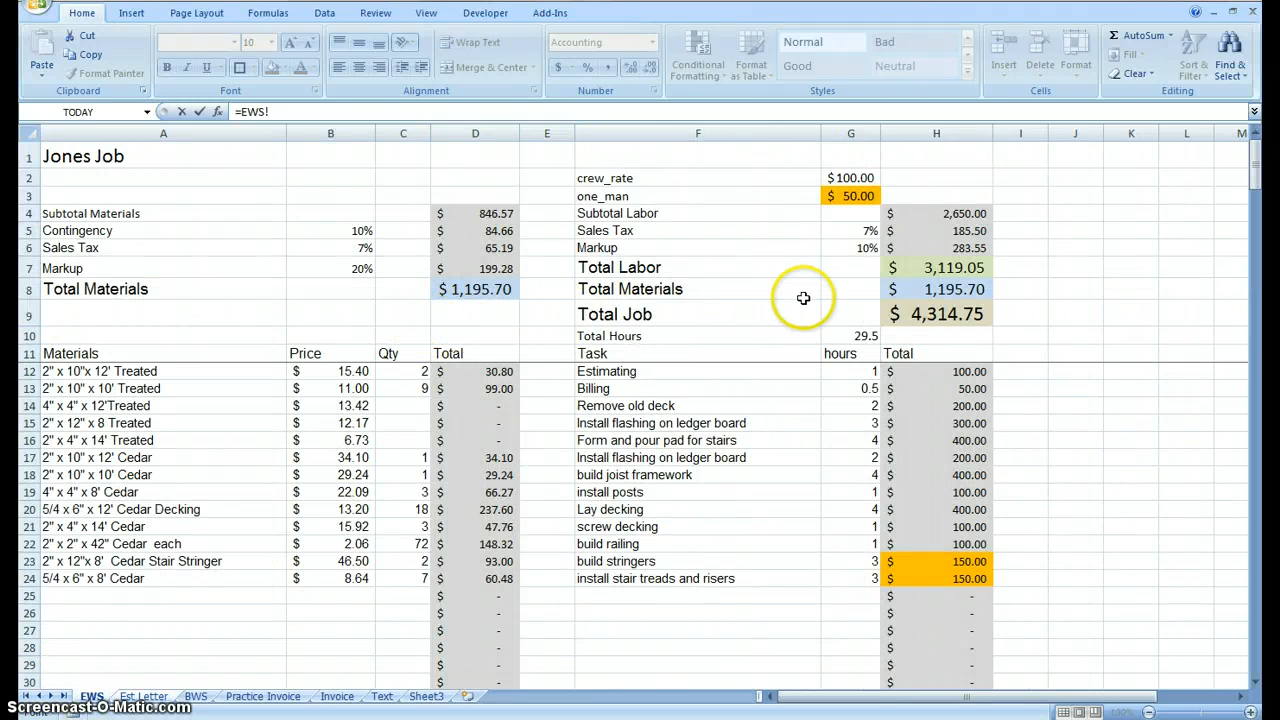 Home Insert Page Layout Formulas Data Review View Developer Add-Ins
Cut
Copy
Format Painter
Paste
Clipboard
10
B I U
Font
Wrap Text
Merge & Center
Alignment
Accounting
$ % ,
Number
Conditional Formatting
Format as Table
Normal Bad
Good Neutral
Styles
Insert Delete Format
Cells
AutoSum
Fill
Clear
Sort & Filter
Find & Select
Editing
TODAY =EWS!
A B C D E F G H I J K L M
1 Jones Job
2 crew_rate $100.00
3 one_man $ 50.00
4 Subtotal Materials $ 846.57 Subtotal Labor $ 2,650.00
5 Contingency 10% $ 84.66 Sales Tax 7% $ 185.50
6 Sales Tax 7% $ 65.19 Markup 10% $ 283.55
7 Markup 20% $ 199.28 Total Labor $ 3,119.05
8 Total Materials $ 1,195.70 Total Materials $ 1,195.70
9 Total Job $ 4,314.75
10 Total Hours 29.5
11 Materials Price Qty Total Task hours Total
12 2" x 10"x 12' Treated $ 15.40 2 $ 30.80 Estimating 1 $ 100.00
13 2" x 10" x 10' Treated $ 11.00 9 $ 99.00 Billing 0.5 $ 50.00
14 4" x 4" x 12'Treated $ 13.42 $ - Remove old deck 2 $ 200.00
15 2" x 12" x 8 Treated $ 12.17 $ - Install flashing on ledger board 3 $ 300.00
16 2" x 4" x 14' Treated $ 6.73 $ - Form and pour pad for stairs 4 $ 400.00
17 2" x 10" x 12' Cedar $ 34.10 1 $ 34.10 Install flashing on ledger board 2 $ 200.00
18 2" x 10" x 10' Cedar $ 29.24 1 $ 29.24 build joist framework 4 $ 400.00
19 4" x 4" x 8' Cedar $ 22.09 3 $ 66.27 install posts 1 $ 100.00
20 5/4 x 6" x 12' Cedar Decking $ 13.20 18 $ 237.60 Lay decking 4 $ 400.00
21 2" x 4" x 14' Cedar $ 15.92 3 $ 47.76 screw decking 1 $ 100.00
22 2" x 2" x 42" Cedar each $ 2.06 72 $ 148.32 build railing 1 $ 100.00
23 2" x 12"x 8' Cedar Stair Stringer $ 46.50 2 $ 93.00 build stringers 3 $ 150.00
24 5/4 x 6" x 8' Cedar $ 8.64 7 $ 60.48 install stair treads and risers 3 $ 150.00
25 $ - $ -
26 $ - $ -
27 $ - $ -
28 $ - $ -
29 $ - $ -
30 $ - $ -
EWS Est Letter BWS Practice Invoice Invoice Text Sheet3
Screencast-O-Matic.com
100%